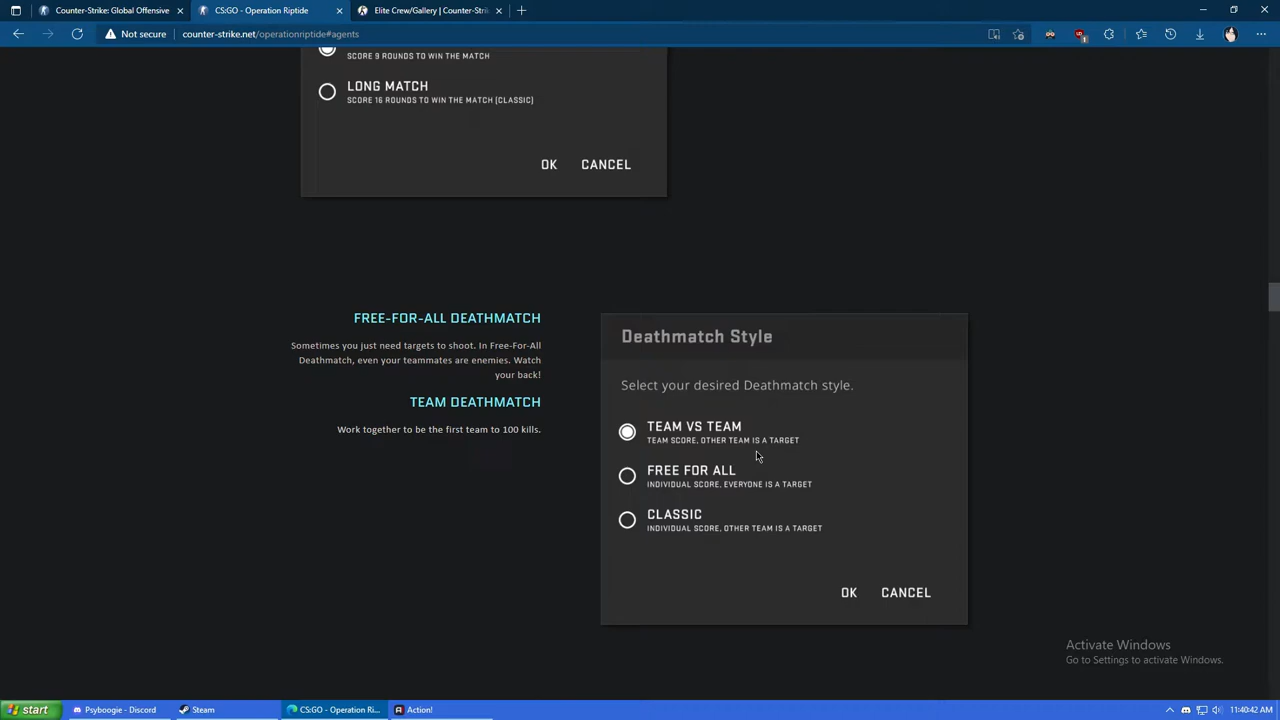 Counter-Strike: Global Offensive
CS:GO - Operation Riptide
Elite Crew/Gallery | Counter-Stri
Not secure
counter-strike.net/operationriptide#agents
1
SCORE 9 ROUNDS TO WIN THE MATCH
LONG MATCH
SCORE 16 ROUNDS TO WIN THE MATCH (CLASSIC)
OK CANCEL
FREE-FOR-ALL DEATHMATCH
Sometimes you just need targets to shoot. In Free-For-All
Deathmatch, even your teammates are enemies. Watch
your back!
TEAM DEATHMATCH
Work together to be the first team to 100 kills.
Deathmatch Style
Select your desired Deathmatch style.
TEAM VS TEAM
TEAM SCORE, OTHER TEAM IS A TARGET
FREE FOR ALL
INDIVIDUAL SCORE, EVERYONE IS A TARGET
CLASSIC
INDIVIDUAL SCORE, OTHER TEAM IS A TARGET
OK CANCEL
Activate Windows
Go to Settings to activate Windows.
start
Psyboogie - Discord
Steam
CS:GO - Operation Ri...
Action!
11:40:42 AM